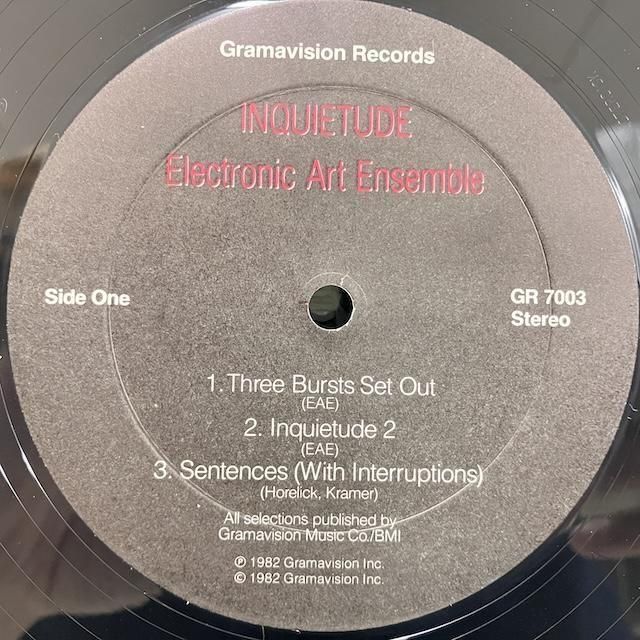 Gramavision Records
INQUIETUDE
Electronic Art Ensemble
Side One
GR 7003
Stereo
1. Three Bursts Set Out
(EAE)
2. Inquietude 2
(EAE)
3. Sentences (With Interruptions)
(Horelick, Kramer)
All selections published by
Gramavision Music Co./BMI
℗ 1982 Gramavision Inc.
© 1982 Gramavision Inc.